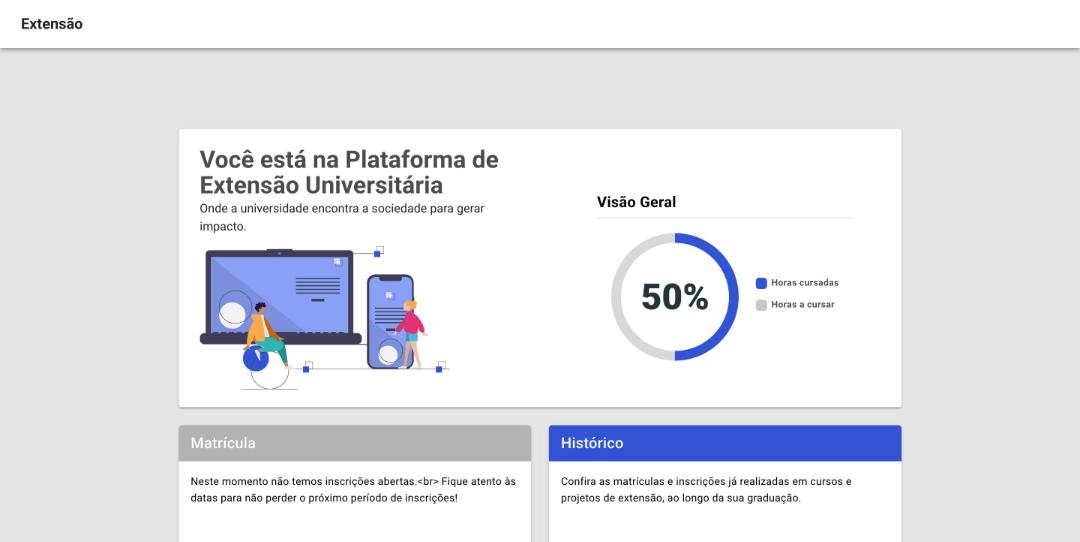 Extensão
Você está na Plataforma de
Extensão Universitária
Onde a universidade encontra a sociedade para gerar
impacto.
Visão Geral
50%
Horas cursadas
Horas a cursar
Matrícula
Neste momento não temos inscrições abertas.<br> Fique atento às
datas para não perder o próximo período de inscrições!
Histórico
Confira as matrículas e inscrições já realizadas em cursos e
projetos de extensão, ao longo da sua graduação.